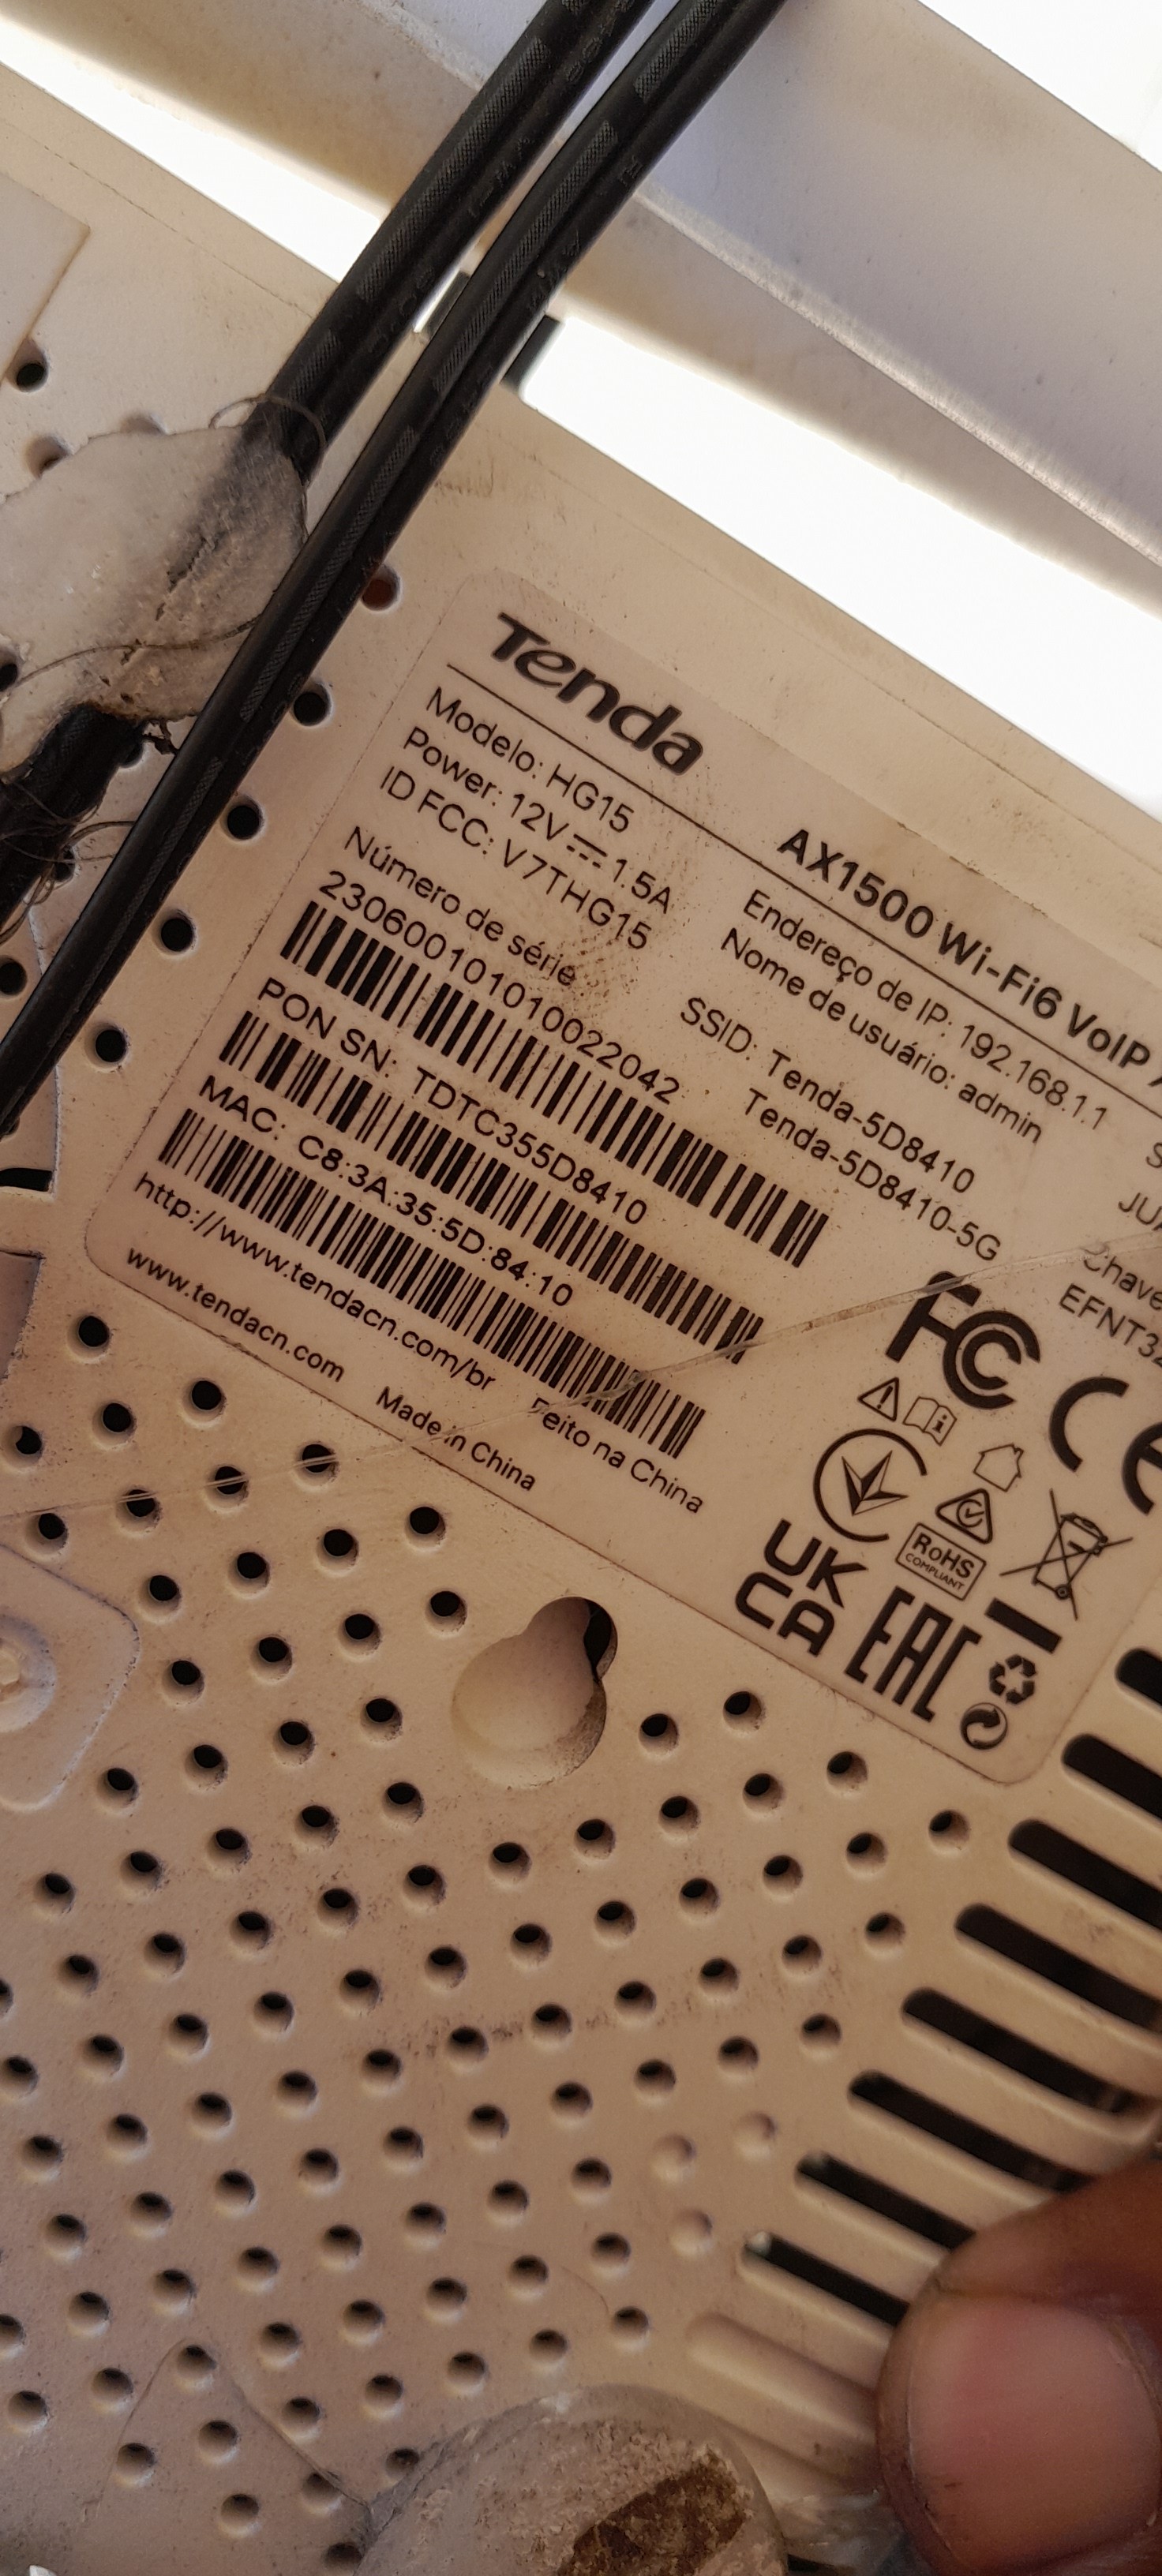 Tenda
AX1500 Wi-Fi6 VoIP
Modelo: HG15
Power: 12V⎓1.5A
ID FCC: V7THG15
Endereço de IP: 192.168.1.1
Nome de usuário: admin
SSID: Tenda-5D8410
Tenda-5D8410-5G
Número de série
230600101010022042
PON SN: TDTC355D8410
MAC: C8:3A:35:5D:84:10
http://www.tendacn.com/br
www.tendacn.com
Feito na China
Made in China
FC
CE
RoHS
COMPLIANT
UK
CA
EAC